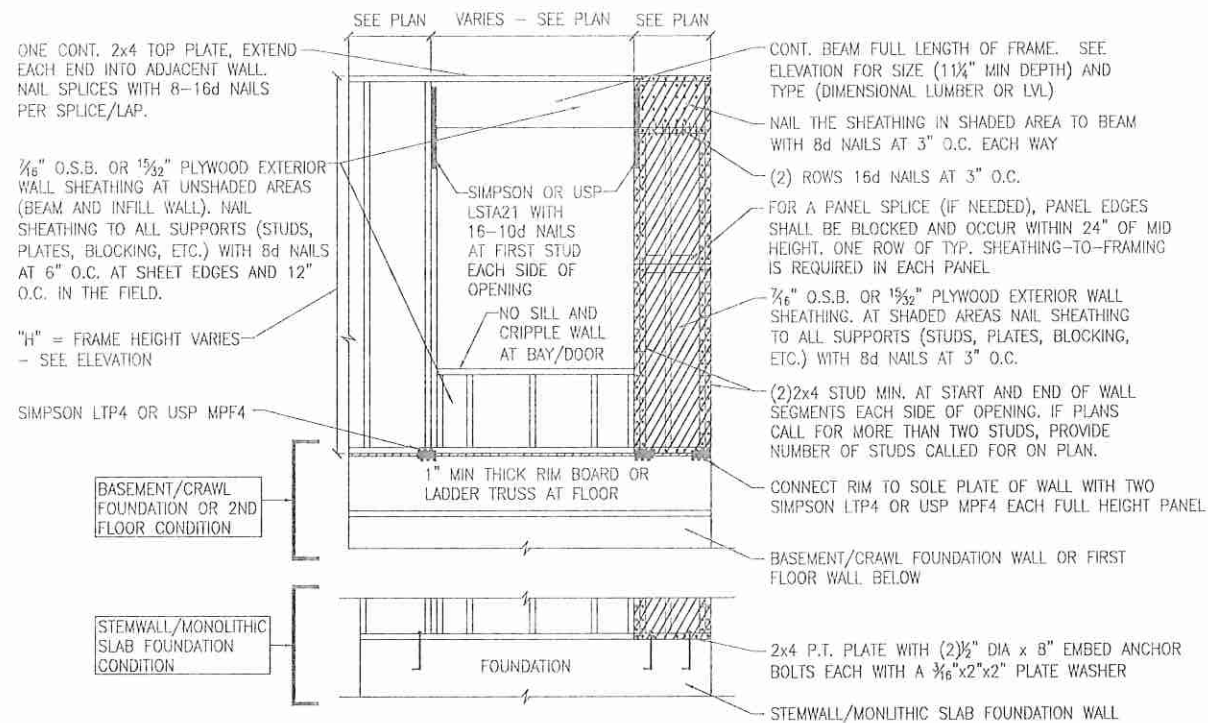 SEE PLAN
VARIES - SEE PLAN
SEE PLAN
ONE CONT. 2x4 TOP PLATE, EXTEND
EACH END INTO ADJACENT WALL.
NAIL SPLICES WITH 8-16d NAILS
PER SPLICE/LAP.
7/16" O.S.B. OR 15/32" PLYWOOD EXTERIOR
WALL SHEATHING AT UNSHADED AREAS
(BEAM AND INFILL WALL). NAIL
SHEATHING TO ALL SUPPORTS (STUDS,
PLATES, BLOCKING, ETC.) WITH 8d NAILS
AT 6" O.C. AT SHEET EDGES AND 12"
O.C. IN THE FIELD.
"H" = FRAME HEIGHT VARIES
- SEE ELEVATION
SIMPSON LTP4 OR USP MPF4
BASEMENT/CRAWL
FOUNDATION OR 2ND
FLOOR CONDITION
STEMWALL/MONOLITHIC
SLAB FOUNDATION
CONDITION
SIMPSON OR USP
LSTA21 WITH
16-10d NAILS
AT FIRST STUD
EACH SIDE OF
OPENING
NO SILL AND
CRIPPLE WALL
AT BAY/DOOR
1" MIN THICK RIM BOARD OR
LADDER TRUSS AT FLOOR
FOUNDATION
CONT. BEAM FULL LENGTH OF FRAME. SEE
ELEVATION FOR SIZE (11¼" MIN DEPTH) AND
TYPE (DIMENSIONAL LUMBER OR LVL)
NAIL THE SHEATHING IN SHADED AREA TO BEAM
WITH 8d NAILS AT 3" O.C. EACH WAY
(2) ROWS 16d NAILS AT 3" O.C.
FOR A PANEL SPLICE (IF NEEDED), PANEL EDGES
SHALL BE BLOCKED AND OCCUR WITHIN 24" OF MID
HEIGHT. ONE ROW OF TYP. SHEATHING-TO-FRAMING
IS REQUIRED IN EACH PANEL
7/16" O.S.B. OR 15/32" PLYWOOD EXTERIOR WALL
SHEATHING. AT SHADED AREAS NAIL SHEATHING
TO ALL SUPPORTS (STUDS, PLATES, BLOCKING,
ETC.) WITH 8d NAILS AT 3" O.C.
(2)2x4 STUD MIN. AT START AND END OF WALL
SEGMENTS EACH SIDE OF OPENING. IF PLANS
CALL FOR MORE THAN TWO STUDS, PROVIDE
NUMBER OF STUDS CALLED FOR ON PLAN.
CONNECT RIM TO SOLE PLATE OF WALL WITH TWO
SIMPSON LTP4 OR USP MPF4 EACH FULL HEIGHT PANEL
BASEMENT/CRAWL FOUNDATION WALL OR FIRST
FLOOR WALL BELOW
2x4 P.T. PLATE WITH (2)½" DIA x 8" EMBED ANCHOR
BOLTS EACH WITH A 3/16"x2"x2" PLATE WASHER
STEMWALL/MONLITHIC SLAB FOUNDATION WALL